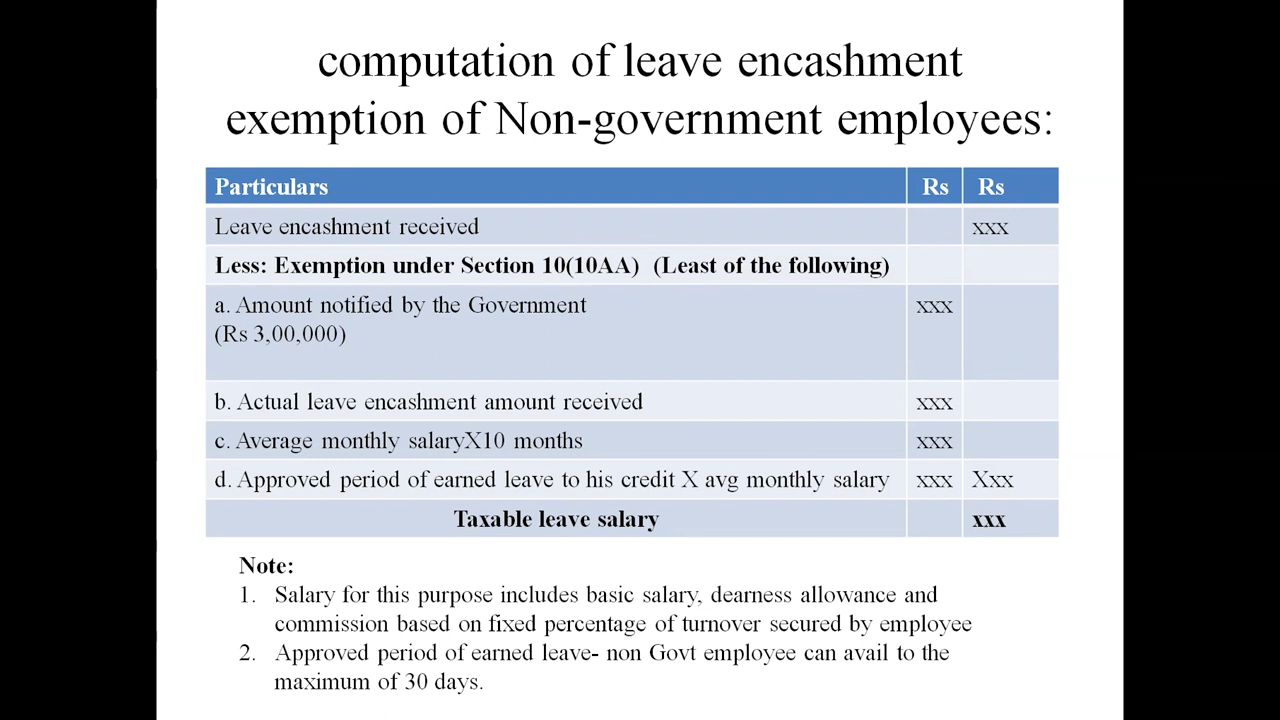 computation of leave encashment
exemption of Non-government employees:
Particulars Rs Rs
Leave encashment received xxx
Less: Exemption under Section 10(10AA) (Least of the following)
a. Amount notified by the Government xxx
(Rs 3,00,000)
b. Actual leave encashment amount received xxx
c. Average monthly salaryX10 months xxx
d. Approved period of earned leave to his credit X avg monthly salary xxx Xxx
Taxable leave salary xxx
Note:
1. Salary for this purpose includes basic salary, dearness allowance and
commission based on fixed percentage of turnover secured by employee
2. Approved period of earned leave- non Govt employee can avail to the
maximum of 30 days.